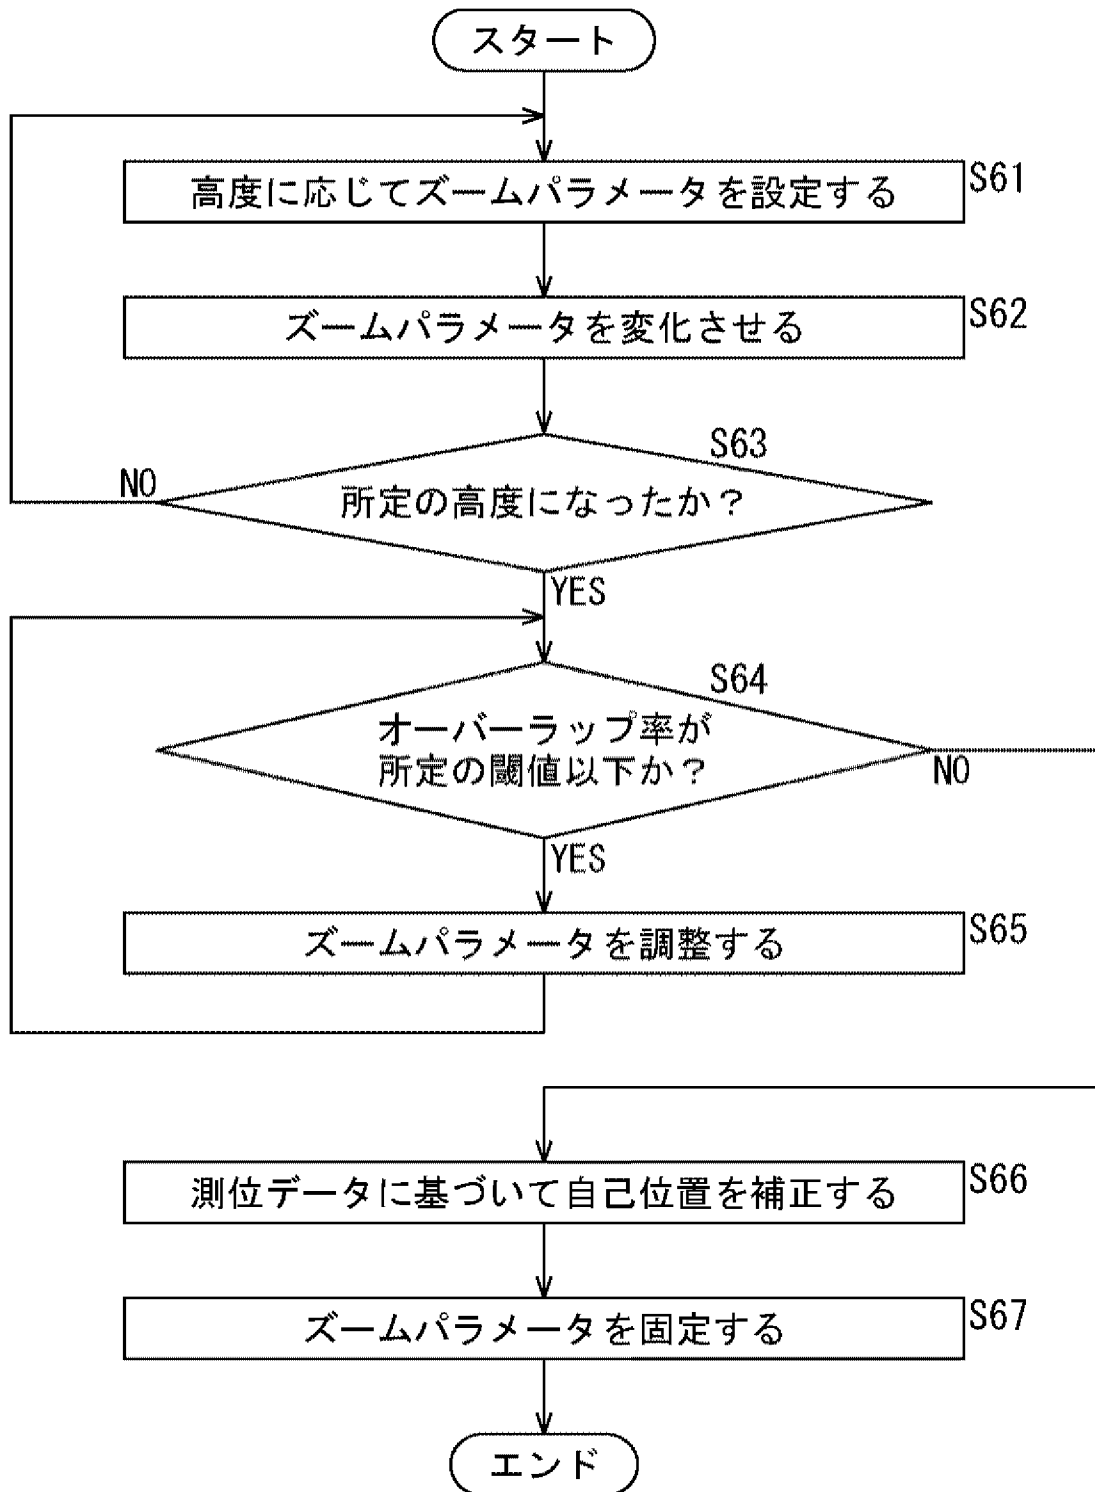 スタート
高度に応じてズームパラメータを設定する
S61
ズームパラメータを変化させる
S62
S63
NO
所定の高度になったか?
YES
S64
オーバーラップ率が
所定の閾値以下か?
NO
YES
ズームパラメータを調整する
S65
測位データに基づいて自己位置を補正する
S66
ズームパラメータを固定する
S67
エンド